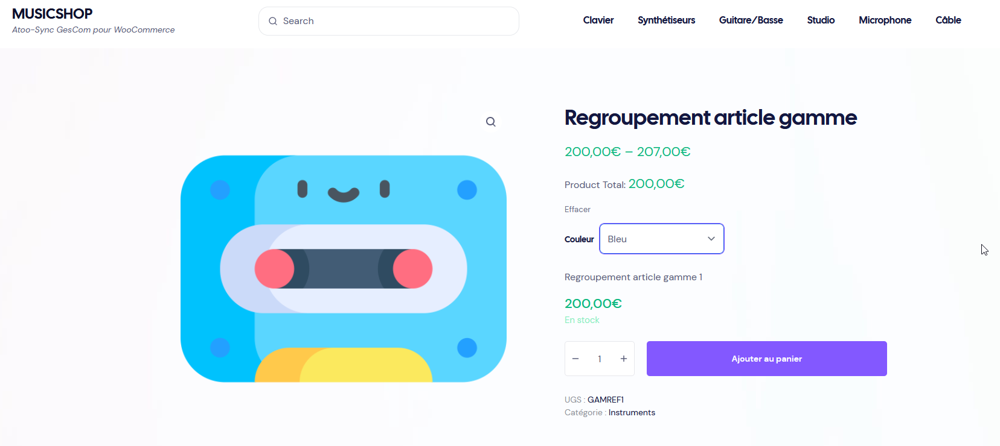 MUSICSHOP
Atoo-Sync GesCom pour WooCommerce
Search
Clavier Synthétiseurs Guitare/Basse Studio Microphone Câble
Regroupement article gamme
200,00€ – 207,00€
Product Total: 200,00€
Effacer
Couleur Bleu
Regroupement article gamme 1
200,00€
En stock
− 1 + Ajouter au panier
UGS : GAMREF1
Catégorie : Instruments